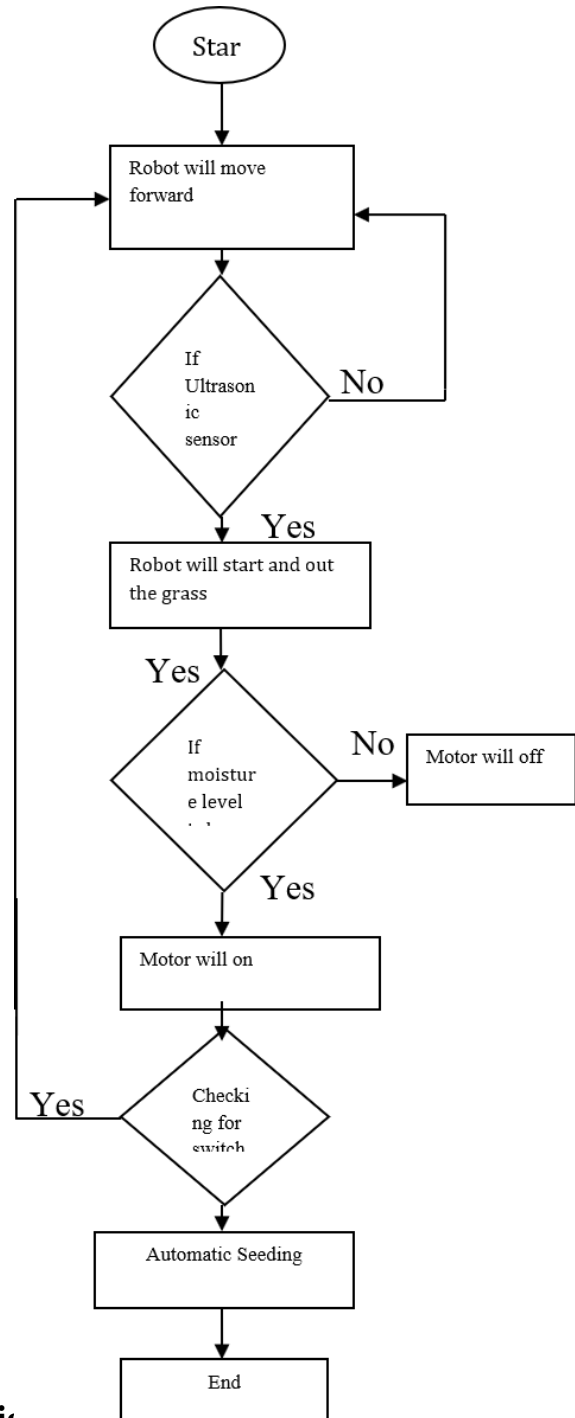 Star
Robot will move
forward
If
Ultrason
ic
sensor
No
Yes
Robot will start and out
the grass
Yes
If
moistur
e level
No
Motor will off
Yes
Motor will on
Checki
ng for
switch
Yes
Automatic Seeding
End